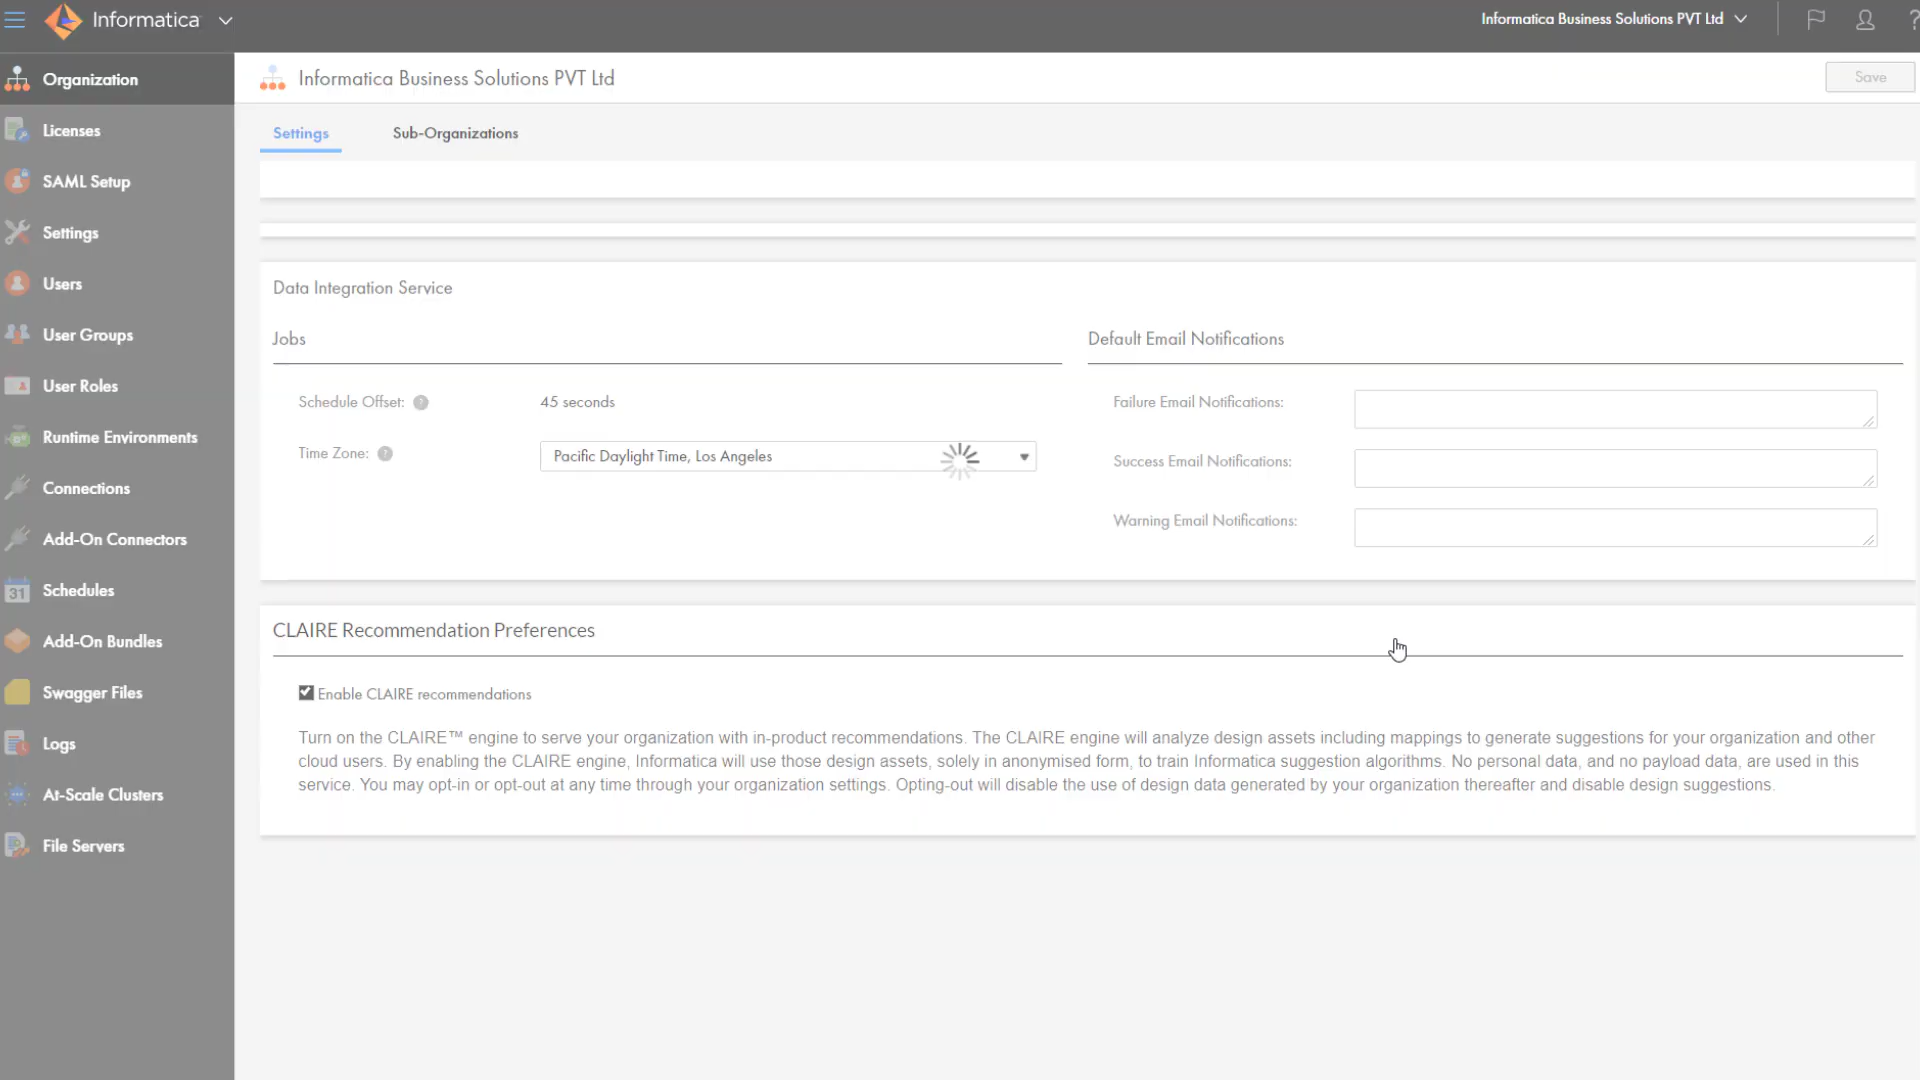 Informatica
Informatica Business Solutions PVT Ltd
?
Organization
Licenses
SAML Setup
Settings
Users
User Groups
User Roles
Runtime Environments
Connections
Add-On Connectors
31
Schedules
Add-On Bundles
Swagger Files
Logs
At-Scale Clusters
File Servers
Informatica Business Solutions PVT Ltd
Save
Settings
Sub-Organizations
Data Integration Service
Jobs
Schedule Offset: ?
45 seconds
Time Zone: ?
Pacific Daylight Time, Los Angeles
Default Email Notifications
Failure Email Notifications:
Success Email Notifications:
Warning Email Notifications:
CLAIRE Recommendation Preferences
Enable CLAIRE recommendations
Turn on the CLAIRE™ engine to serve your organization with in-product recommendations. The CLAIRE engine will analyze design assets including mappings to generate suggestions for your organization and other
cloud users. By enabling the CLAIRE engine, Informatica will use those design assets, solely in anonymised form, to train Informatica suggestion algorithms. No personal data, and no payload data, are used in this
service. You may opt-in or opt-out at any time through your organization settings. Opting-out will disable the use of design data generated by your organization thereafter and disable design suggestions.